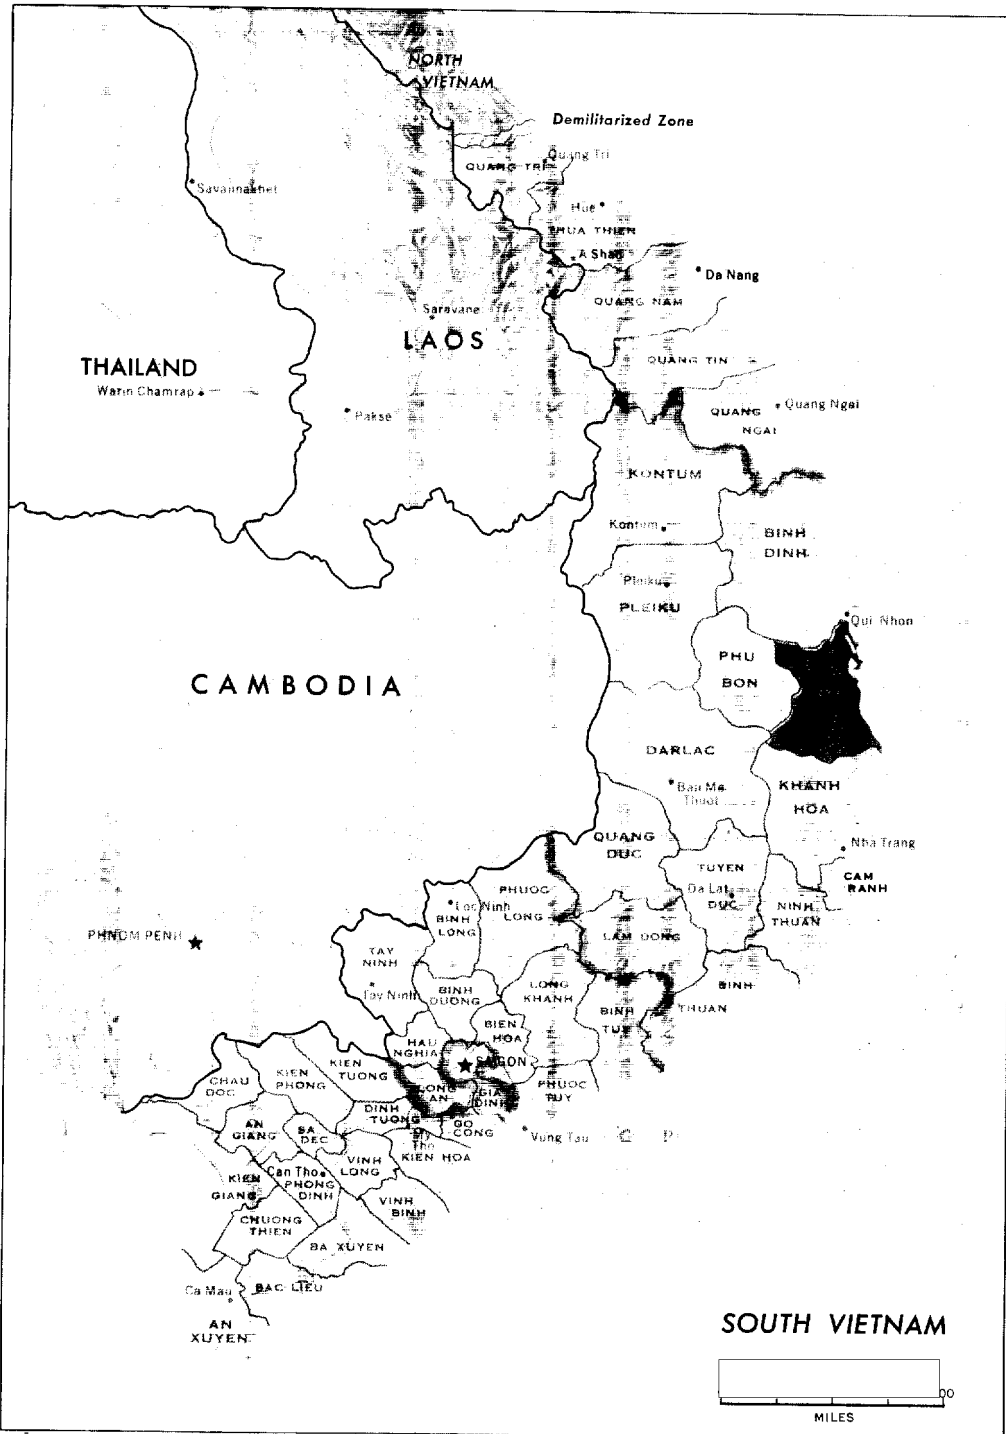 NORTH
VIETNAM
Demilitarized Zone
Quang Tri
QUANG TRI
Savannakhet
Hue
THUA THIEN
A Shau
Da Nang
QUANG NAM
Saravane
LAOS
THAILAND
QUANG TIN
Warin Chamrap
Pakse
QUANG
NGAI
Quang Ngai
KONTUM
Kontum
BINH
DINH
Pleiku
PLEIKU
Qui Nhon
PHU
BON
CAMBODIA
DARLAC
Ban Me
Thuot
KHANH
HOA
QUANG
DUC
Nha Trang
TUYEN
DUC
Da Lat
CAM
RANH
NINH
THUAN
PHUOC
LONG
Loc Ninh
BINH
LONG
PHNOM PENH
LAM DONG
TAY
NINH
Tay Ninh
BINH
DUONG
LONG
KHANH
BINH
THUAN
BINH
TUY
BIEN
HOA
HAU
NGHIA
SAIGON
KIEN
TUONG
KIEN
PHONG
CHAU
DOC
LONG
AN
GIA
DINH
PHUOC
TUY
DINH
TUONG
GO
CONG
AN
GIANG
SA
DEC
My
Tho
Vung Tau
KIEN HOA
VINH
LONG
Can Tho
PHONG
DINH
KIEN
GIANG
VINH
BINH
CHUONG
THIEN
BA XUYEN
Ca Mau
BAC LIEU
AN
XUYEN
SOUTH VIETNAM
00
MILES